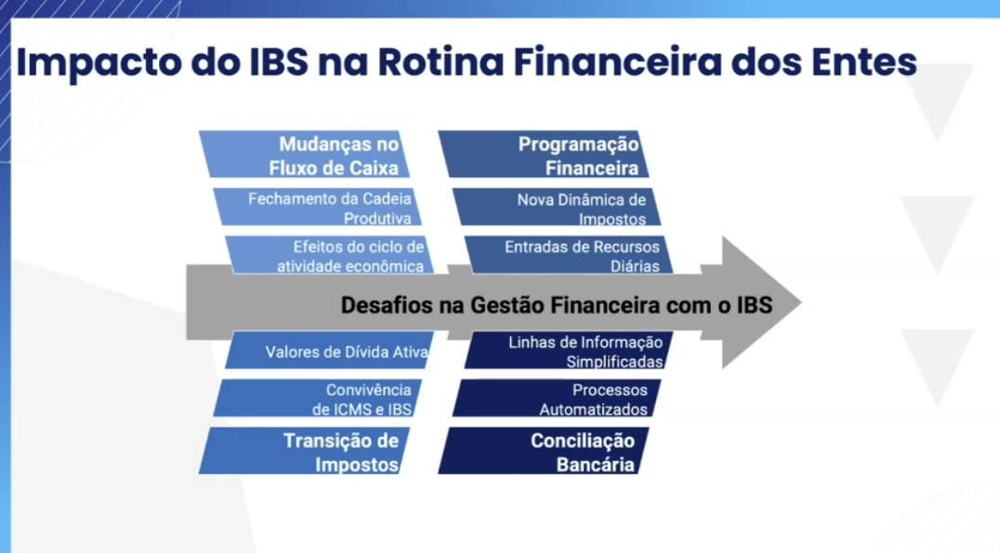 Impacto do IBS na Rotina Financeira dos Entes
Mudanças no
Fluxo de Caixa
Fechamento da Cadeia
Produtiva
Efeitos do ciclo de
atividade econômica
Programação
Financeira
Nova Dinâmica de
Impostos
Entradas de Recursos
Diárias
Desafios na Gestão Financeira com o IBS
Valores de Dívida Ativa
Convivência
de ICMS e IBS
Transição de
Impostos
Linhas de Informação
Simplificadas
Processos
Automatizados
Conciliação
Bancária